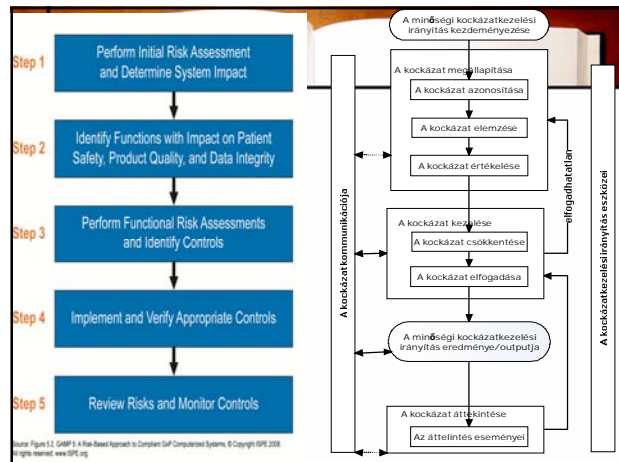 Step 1
Perform Initial Risk Assessment
and Determine System Impact
Step 2
Identify Functions with Impact on Patient
Safety, Product Quality, and Data Integrity
Step 3
Perform Functional Risk Assessments
and Identify Controls
Step 4
Implement and Verify Appropriate Controls
Step 5
Review Risks and Monitor Controls
Source: Figure 5.2, GAMP 5: A Risk-Based Approach to Compliant GxP Computerized Systems, © Copyright ISPE 2008.
All rights reserved. www.ISPE.org.
A minőségi kockázatkezelési
irányítás kezdeményezése
A kockázat megállapítása
A kockázat azonosítása
A kockázat elemzése
A kockázat értékelése
A kockázat kezelése
A kockázat csökkentése
A kockázat elfogadása
A minőségi kockázatkezelési
irányítás eredménye/outputja
A kockázat áttekintése
Az áttelintés eseményei
A kockázat kommunikációja
elfogadhatatlan
A kockázatkezelési irányítás eszközei